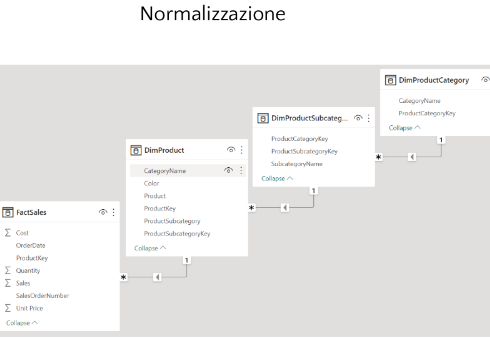 Normalizzazione
DimProductCategory
CategoryName
ProductCategoryKey
Collapse
1
*
DimProductSubcateg...
ProductCategoryKey
ProductSubcategoryKey
SubcategoryName
Collapse
1
*
DimProduct
CategoryName
Color
Product
ProductKey
ProductSubcategory
ProductSubcategoryKey
Collapse
1
*
FactSales
Σ Cost
OrderDate
ProductKey
Σ Quantity
Σ Sales
SalesOrderNumber
Σ Unit Price
Collapse